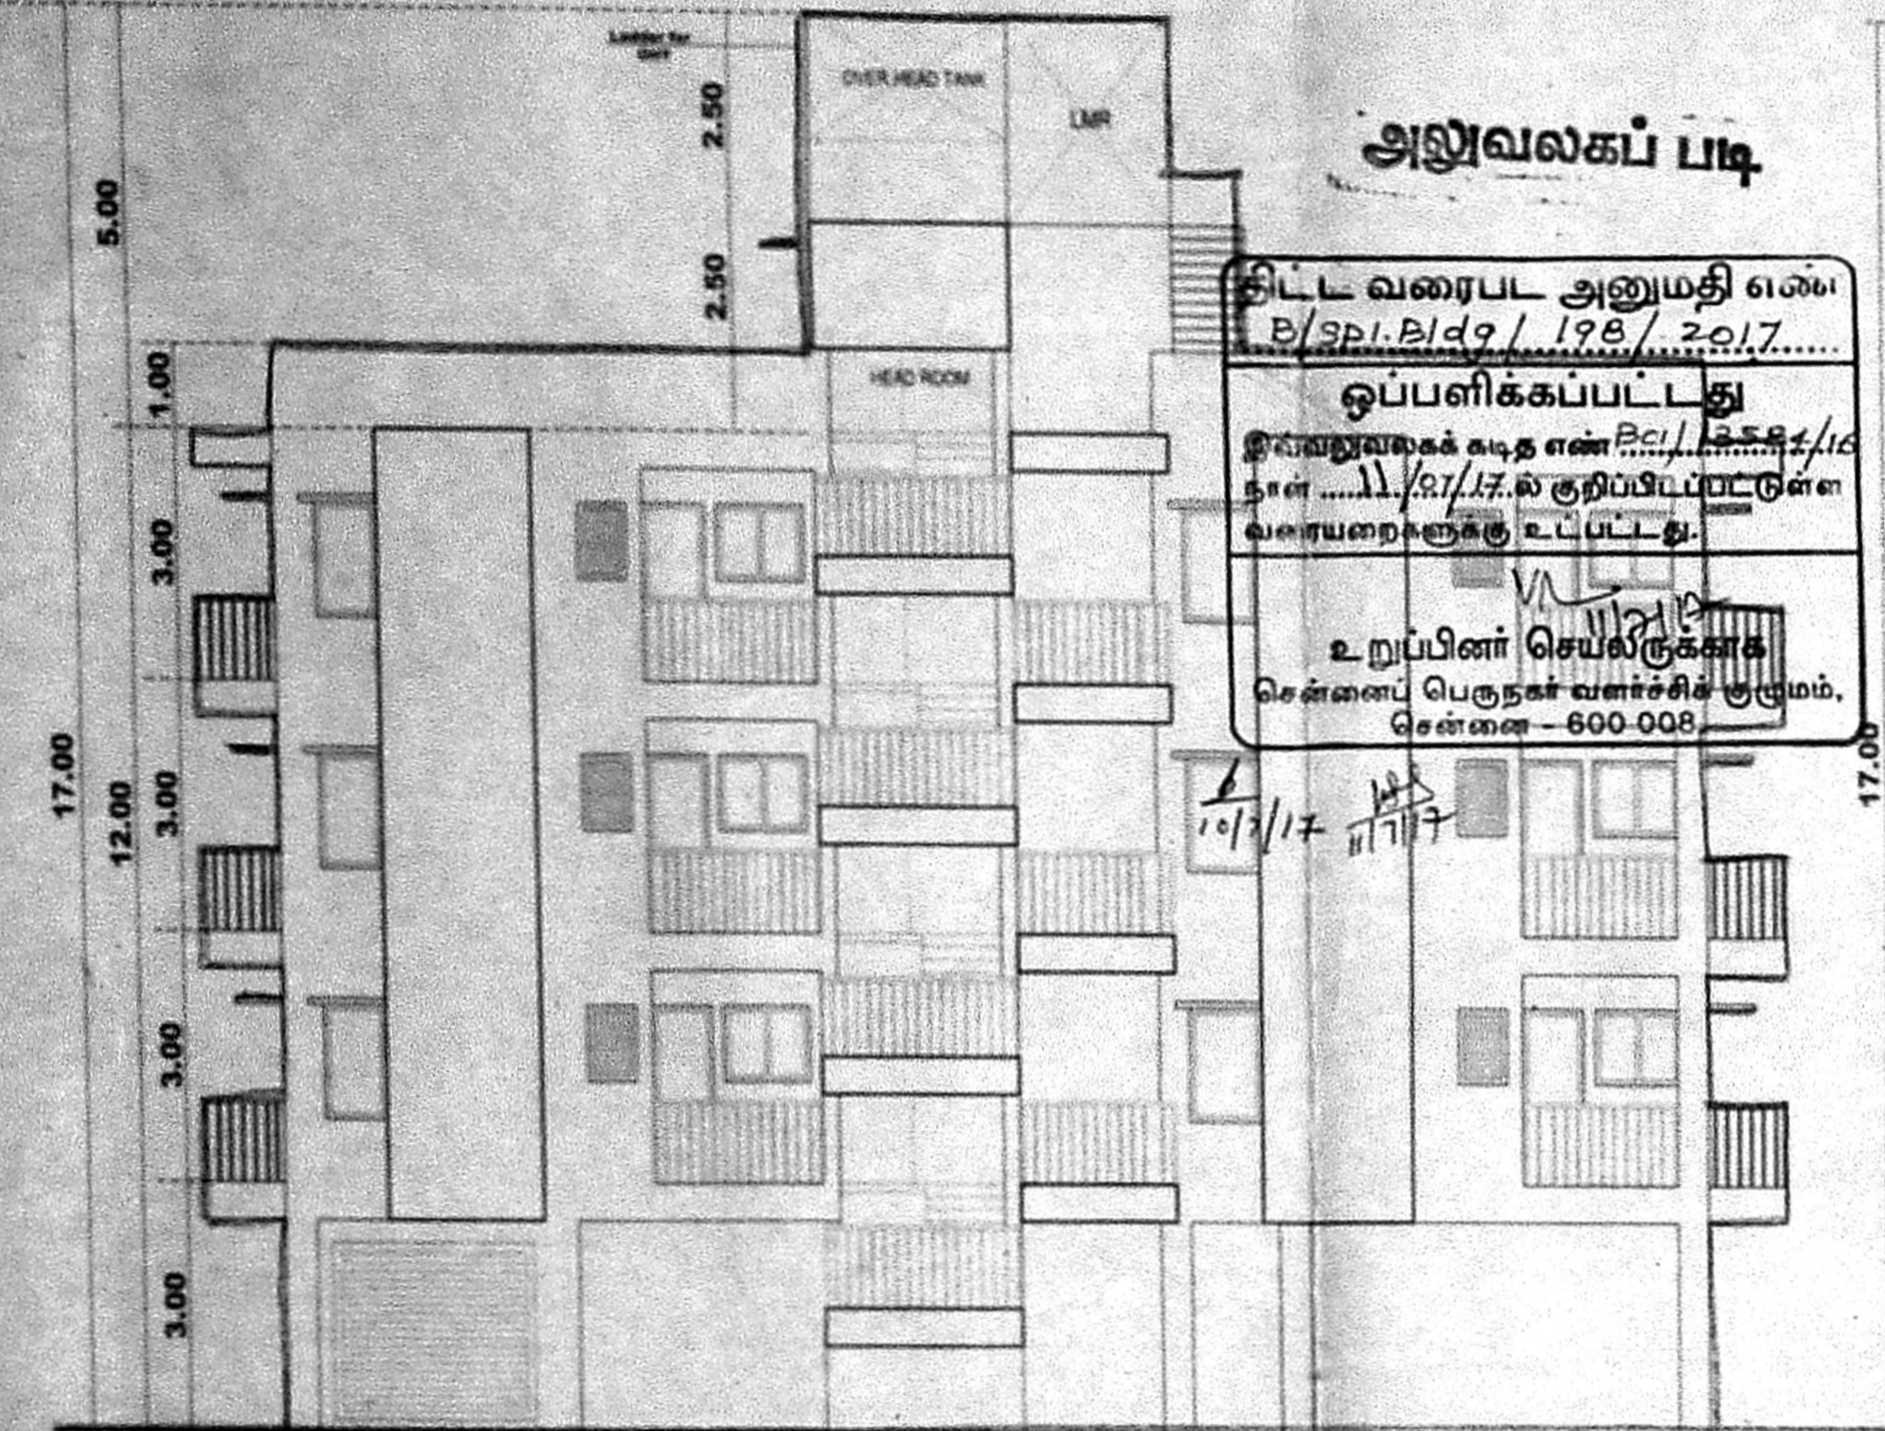 Ladder for
OHT
OVER HEAD TANK
LMR
2.50
5.00
2.50
1.00
HEAD ROOM
3.00
3.00
17.00
12.00
3.00
3.00
17.00
அலுவலகப் படி
திட்ட வரைபட அனுமதி எண்
B/Spl.Bldg/ 198/ 2017
ஒப்பளிக்கப்பட்டது
இவ்வலுவலகக் கடித எண்
நாள் 11/07/17 ல் குறிப்பிடப்பட்டுள்ள
வரையறைகளுக்கு உட்பட்டது.
உறுப்பினர் செயலருக்காக
சென்னைப் பெருநகர் வளர்ச்சிக் குழுமம்,
சென்னை - 600 008
10/7/17
11/7/17